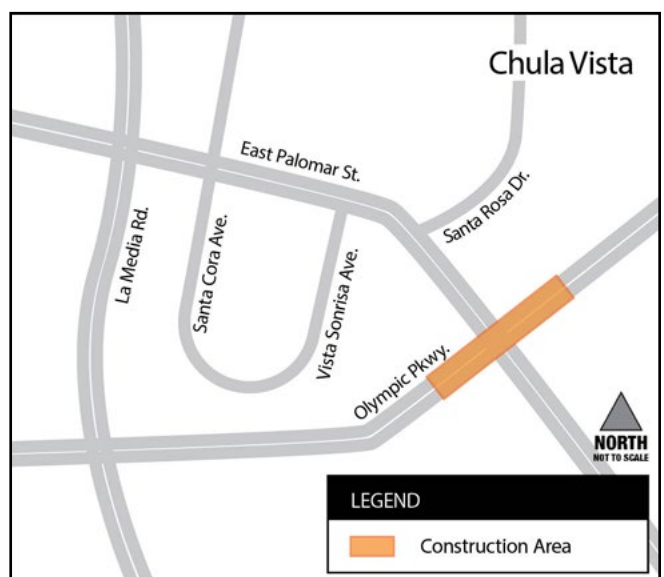 Chula Vista
East Palomar St.
Santa Rosa Dr.
La Media Rd.
Santa Cora Ave.
Vista Sonrisa Ave.
Olympic Pkwy.
NORTH
NOT TO SCALE
LEGEND
Construction Area